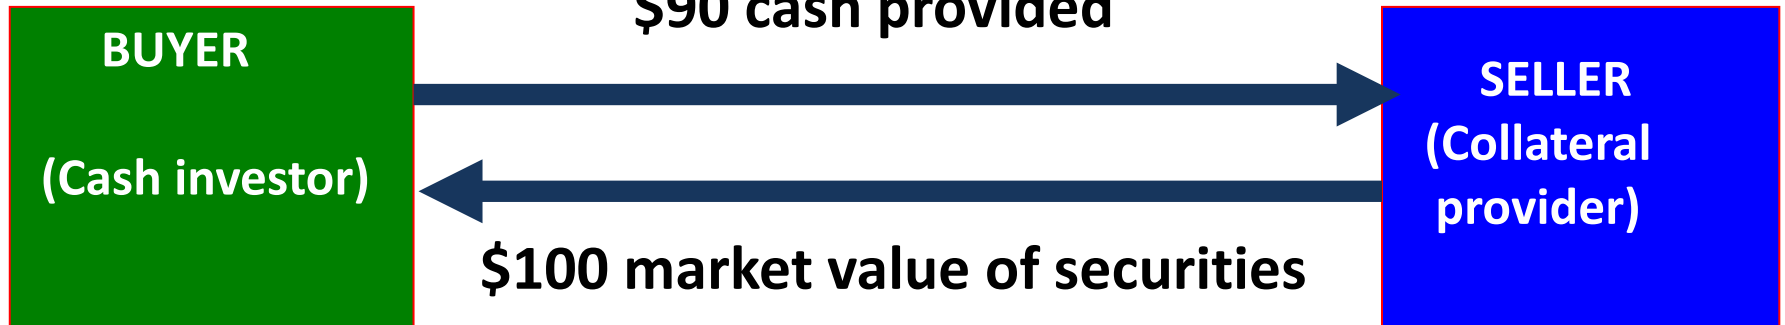 $90 cash provided
BUYER
SELLER
(Collateral
(Cash investor)
provider)
$100 market value of securities